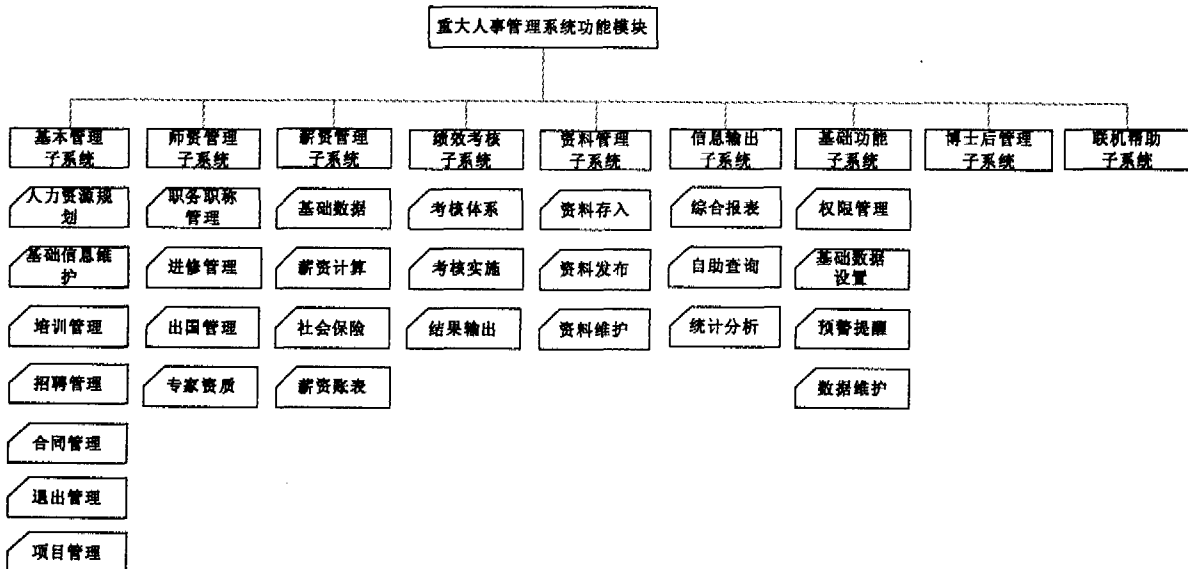 重大人事管理系统功能模块
基本管理
子系统
师资管理
子系统
薪资管理
子系统
绩效考核
子系统
资料管理
子系统
信息输出
子系统
基础功能
子系统
博士后管理
子系统
联机帮助
子系统
人力资源规
划
职务职称
管理
基础数据
考核体系
资料存入
综合报表
权限管理
基础信息维
护
进修管理
薪资计算
考核实施
资料发布
自助查询
基础数据
设置
培训管理
出国管理
社会保险
结果输出
资料维护
统计分析
预警提醒
招聘管理
专家资质
薪资账表
数据维护
合同管理
退出管理
项目管理